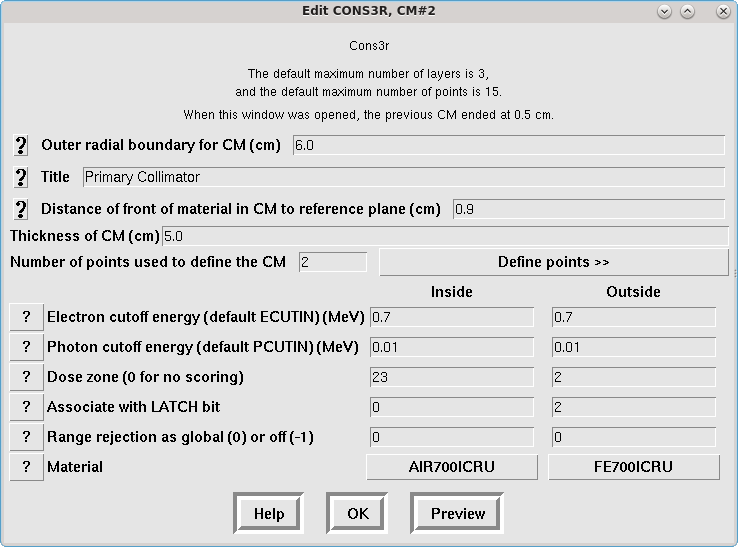 Edit CONS3R, CM#2
Cons3r
The default maximum number of layers is 3,
and the default maximum number of points is 15.
When this window was opened, the previous CM ended at 0.5 cm.
? Outer radial boundary for CM (cm) 6.0
? Title Primary Collimator
? Distance of front of material in CM to reference plane (cm) 0.9
Thickness of CM (cm) 5.0
Number of points used to define the CM 2 Define points >>
Inside Outside
? Electron cutoff energy (default ECUTIN) (MeV) 0.7 0.7
? Photon cutoff energy (default PCUTIN) (MeV) 0.01 0.01
? Dose zone (0 for no scoring) 23 2
? Associate with LATCH bit 0 2
? Range rejection as global (0) or off (-1) 0 0
? Material AIR700ICRU FE700ICRU
Help OK Preview